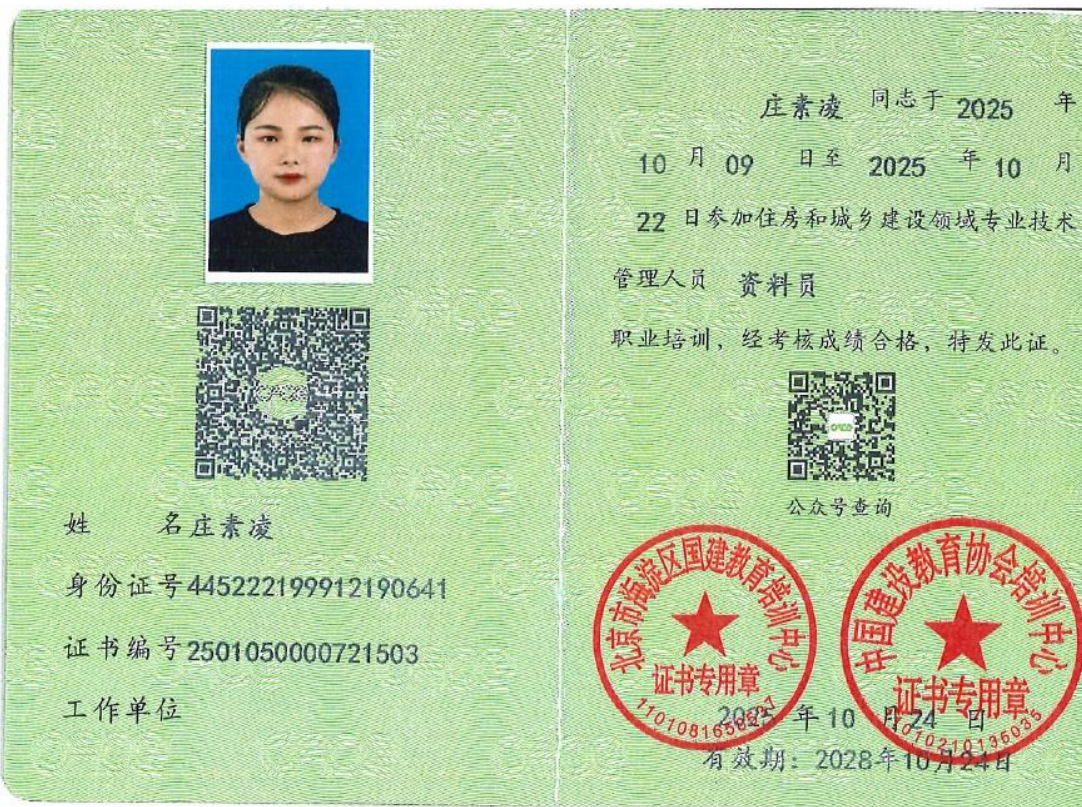 庄素凌 同志于 2025 年
10 月 09 日至 2025 年 10 月
22 日参加住房和城乡建设领域专业技术
管理人员 资料员
职业培训，经考核成绩合格，特发此证。
公众号查询
姓 名庄素凌
身份证号445222199912190641
证书编号2501050000721503
工作单位
北京市海淀区国建教育培训中心
证书专用章
中国建设教育协会培训中心
证书专用章
2025 年 10 月 24 日
有效期：2028年10月24日